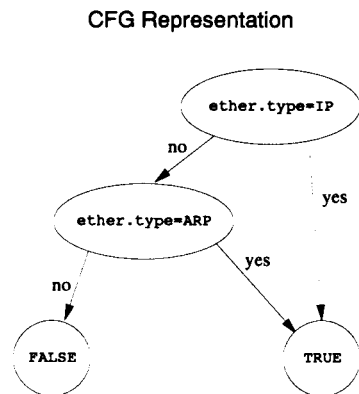 CFG Representation
ether.type=IP
no
yes
ether.type=ARP
no
yes
FALSE
TRUE